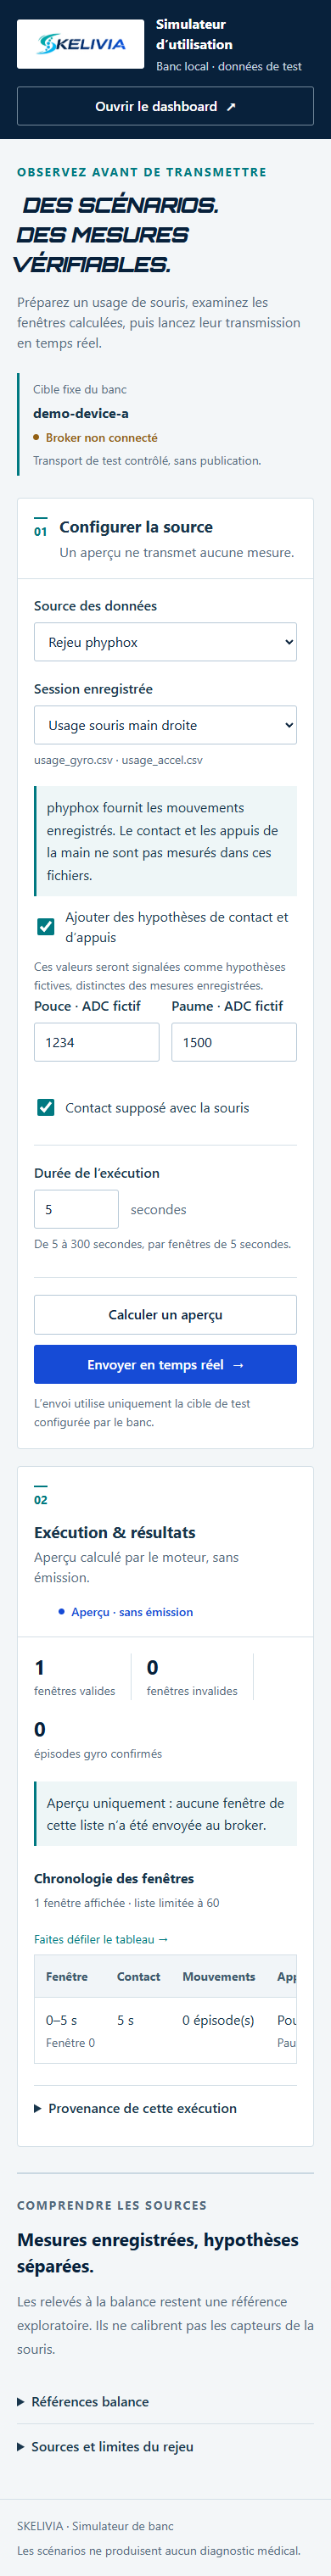 SKELIVIA
Simulateur
d’utilisation
Banc local · données de test
Ouvrir le dashboard ↗
OBSERVEZ AVANT DE TRANSMETTRE
DES SCÉNARIOS.
DES MESURES
VÉRIFIABLES.
Préparez un usage de souris, examinez les
fenêtres calculées, puis lancez leur transmission
en temps réel.
Cible fixe du banc
demo-device-a
Broker non connecté
Transport de test contrôlé, sans publication.
01 Configurer la source
Un aperçu ne transmet aucune mesure.
Source des données
Rejeu phyphox
Session enregistrée
Usage souris main droite
usage_gyro.csv · usage_accel.csv
phyphox fournit les mouvements
enregistrés. Le contact et les appuis de
la main ne sont pas mesurés dans ces
fichiers.
Ajouter des hypothèses de contact et
d’appuis
Ces valeurs seront signalées comme hypothèses
fictives, distinctes des mesures enregistrées.
Pouce · ADC fictif Paume · ADC fictif
1234 1500
Contact supposé avec la souris
Durée de l’exécution
5 secondes
De 5 à 300 secondes, par fenêtres de 5 secondes.
Calculer un aperçu
Envoyer en temps réel →
L’envoi utilise uniquement la cible de test
configurée par le banc.
02
Exécution & résultats
Aperçu calculé par le moteur, sans
émission.
Aperçu · sans émission
1 0
fenêtres valides fenêtres invalides
0
épisodes gyro confirmés
Aperçu uniquement : aucune fenêtre de
cette liste n’a été envoyée au broker.
Chronologie des fenêtres
1 fenêtre affichée · liste limitée à 60
Faites défiler le tableau →
Fenêtre Contact Mouvements App
0–5 s 5 s 0 épisode(s) Pou
Fenêtre 0 Pau
Provenance de cette exécution
COMPRENDRE LES SOURCES
Mesures enregistrées, hypothèses
séparées.
Les relevés à la balance restent une référence
exploratoire. Ils ne calibrent pas les capteurs de la
souris.
Références balance
Sources et limites du rejeu
SKELIVIA · Simulateur de banc
Les scénarios ne produisent aucun diagnostic médical.